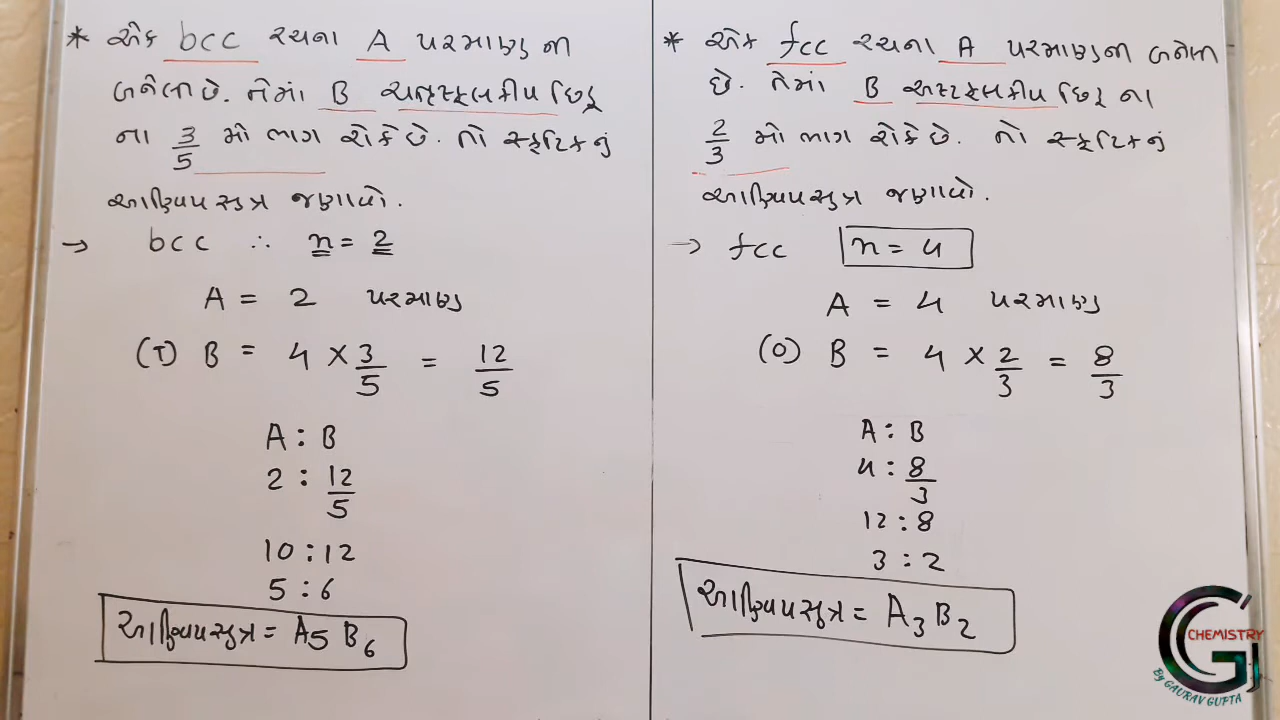 * એક bcc રચના A પરમાણુના
બનેલા છે. તેમાં B ચતુષ્ફલકીય છિદ્ર
ના 3/5 મો ભાગ રોકે છે. તો સ્ફટિકનું
આણ્વિયસુત્ર જણાવો.
→ bcc ∴ n = 2
A = 2 પરમાણુ
(T) B = 4 × 3/5 = 12/5
A : B
2 : 12/5
10 : 12
5 : 6
આણ્વિયસુત્ર = A5 B6
* એક fcc રચના A પરમાણુના બનેલા
છે. તેમાં B અષ્ટફલકીય છિદ્ર ના
2/3 મો ભાગ રોકે છે. તો સ્ફટિકનું
આણ્વિયસુત્ર જણાવો.
→ fcc n = 4
A = 4 પરમાણુ
(O) B = 4 × 2/3 = 8/3
A : B
4 : 8/3
12 : 8
3 : 2
આણ્વિયસુત્ર = A3 B2
CHEMISTRY
By GAURAV GUPTA